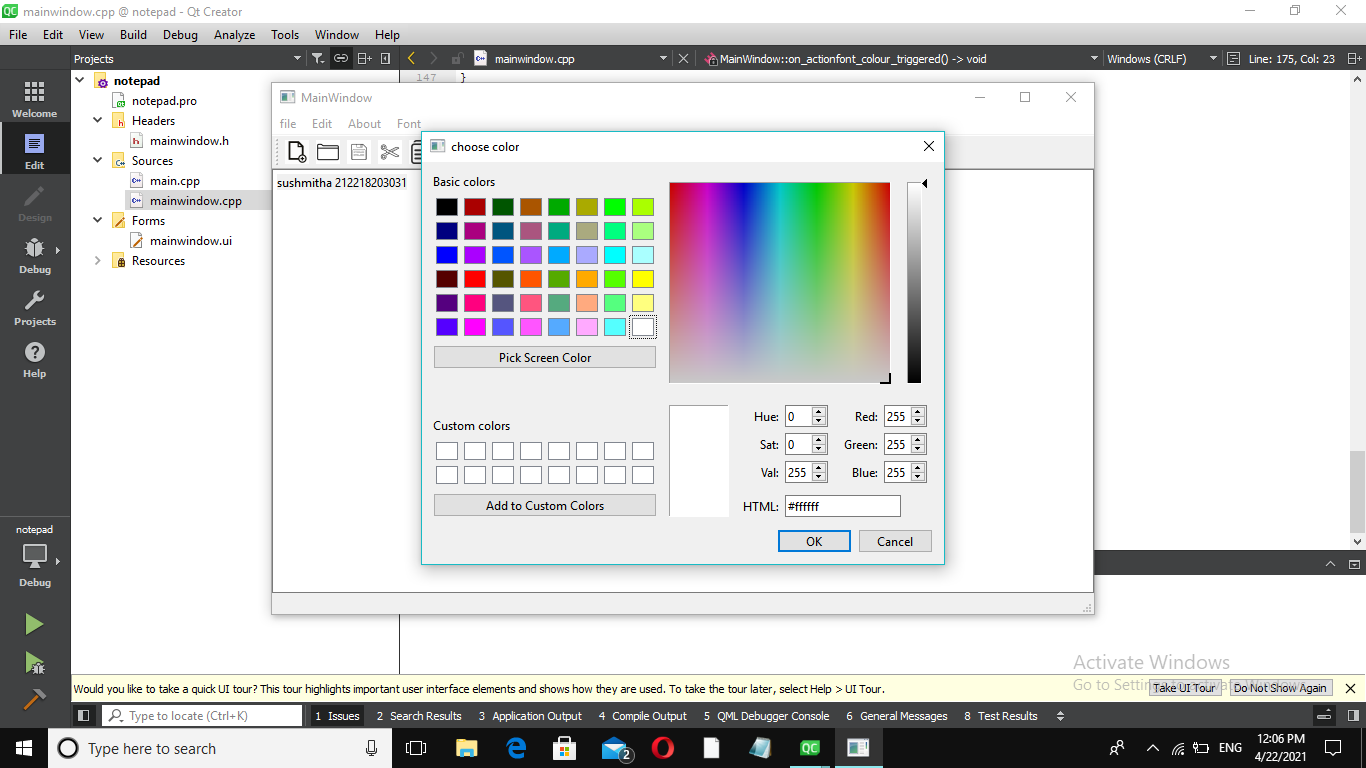 mainwindow.cpp @ notepad - Qt Creator
File Edit View Build Debug Analyze Tools Window Help
Projects
mainwindow.cpp
MainWindow::on_actionfont_colour_triggered() -> void
Windows (CRLF)
Line: 175, Col: 23
Welcome
Edit
Design
Debug
Projects
Help
notepad
Debug
notepad
notepad.pro
Headers
mainwindow.h
Sources
main.cpp
mainwindow.cpp
Forms
mainwindow.ui
Resources
147 }
MainWindow
file Edit About Font
sushmitha 212218203031
choose color
Basic colors
Pick Screen Color
Custom colors
Add to Custom Colors
Hue: 0 Red: 255
Sat: 0 Green: 255
Val: 255 Blue: 255
HTML: #ffffff
OK Cancel
Activate Windows
Go to Settings to activate Windows.
Would you like to take a quick UI tour? This tour highlights important user interface elements and shows how they are used. To take the tour later, select Help > UI Tour.
Take UI Tour Do Not Show Again
Type to locate (Ctrl+K)
1 Issues 2 Search Results 3 Application Output 4 Compile Output 5 QML Debugger Console 6 General Messages 8 Test Results
Type here to search
2
QC
ENG
12:06 PM
4/22/2021